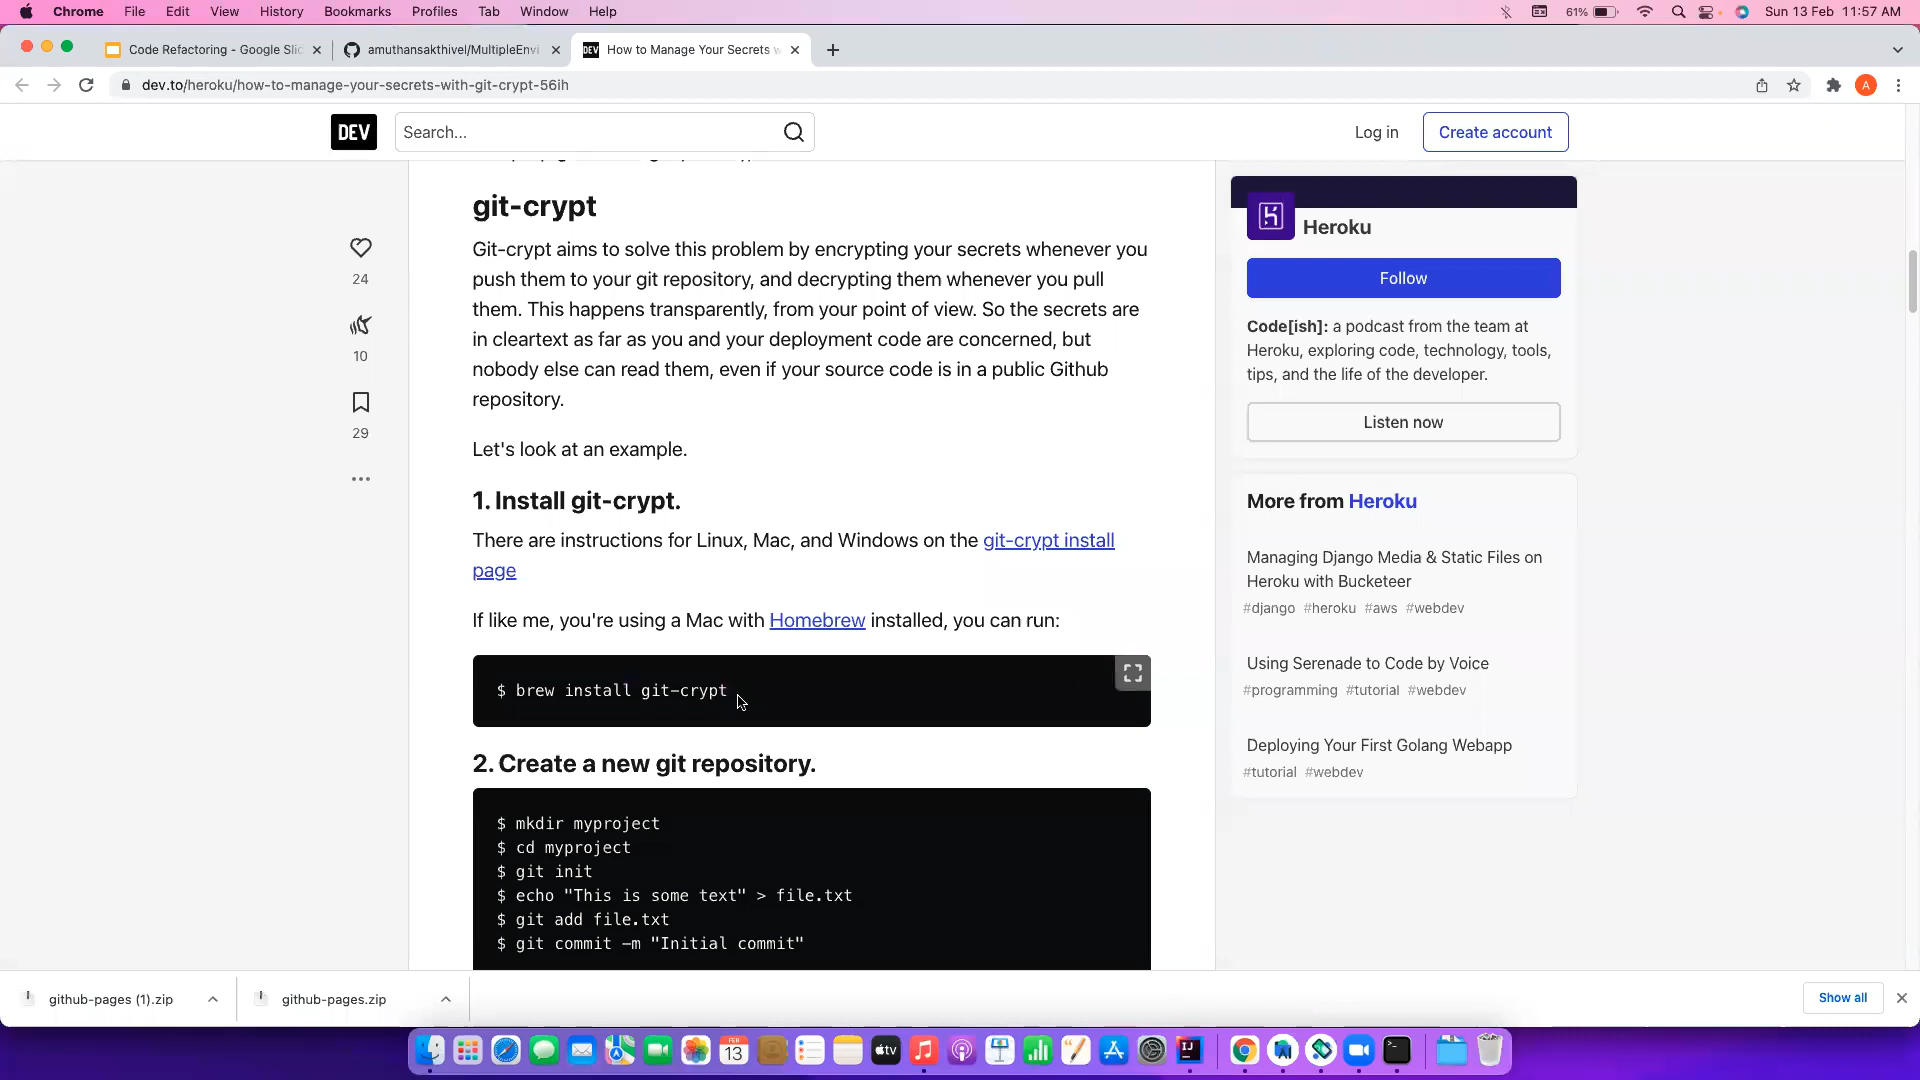 Chrome File Edit View History Bookmarks Profiles Tab Window Help 61% Sun 13 Feb 11:57 AM
Code Refactoring - Google Slic amuthansakthivel/MultipleEnvi DEV How to Manage Your Secrets w
dev.to/heroku/how-to-manage-your-secrets-with-git-crypt-56ih A
DEV Search... Log in Create account
git-crypt
Git-crypt aims to solve this problem by encrypting your secrets whenever you
push them to your git repository, and decrypting them whenever you pull
them. This happens transparently, from your point of view. So the secrets are
in cleartext as far as you and your deployment code are concerned, but
nobody else can read them, even if your source code is in a public Github
repository.
Let's look at an example.
1. Install git-crypt.
There are instructions for Linux, Mac, and Windows on the git-crypt install
page
If like me, you're using a Mac with Homebrew installed, you can run:
$ brew install git-crypt
2. Create a new git repository.
$ mkdir myproject
$ cd myproject
$ git init
$ echo "This is some text" > file.txt
$ git add file.txt
$ git commit -m "Initial commit"
24
10
29
Heroku
Follow
Code[ish]: a podcast from the team at
Heroku, exploring code, technology, tools,
tips, and the life of the developer.
Listen now
More from Heroku
Managing Django Media & Static Files on
Heroku with Bucketeer
#django #heroku #aws #webdev
Using Serenade to Code by Voice
#programming #tutorial #webdev
Deploying Your First Golang Webapp
#tutorial #webdev
github-pages (1).zip github-pages.zip Show all
FEB
13
tv
IJ